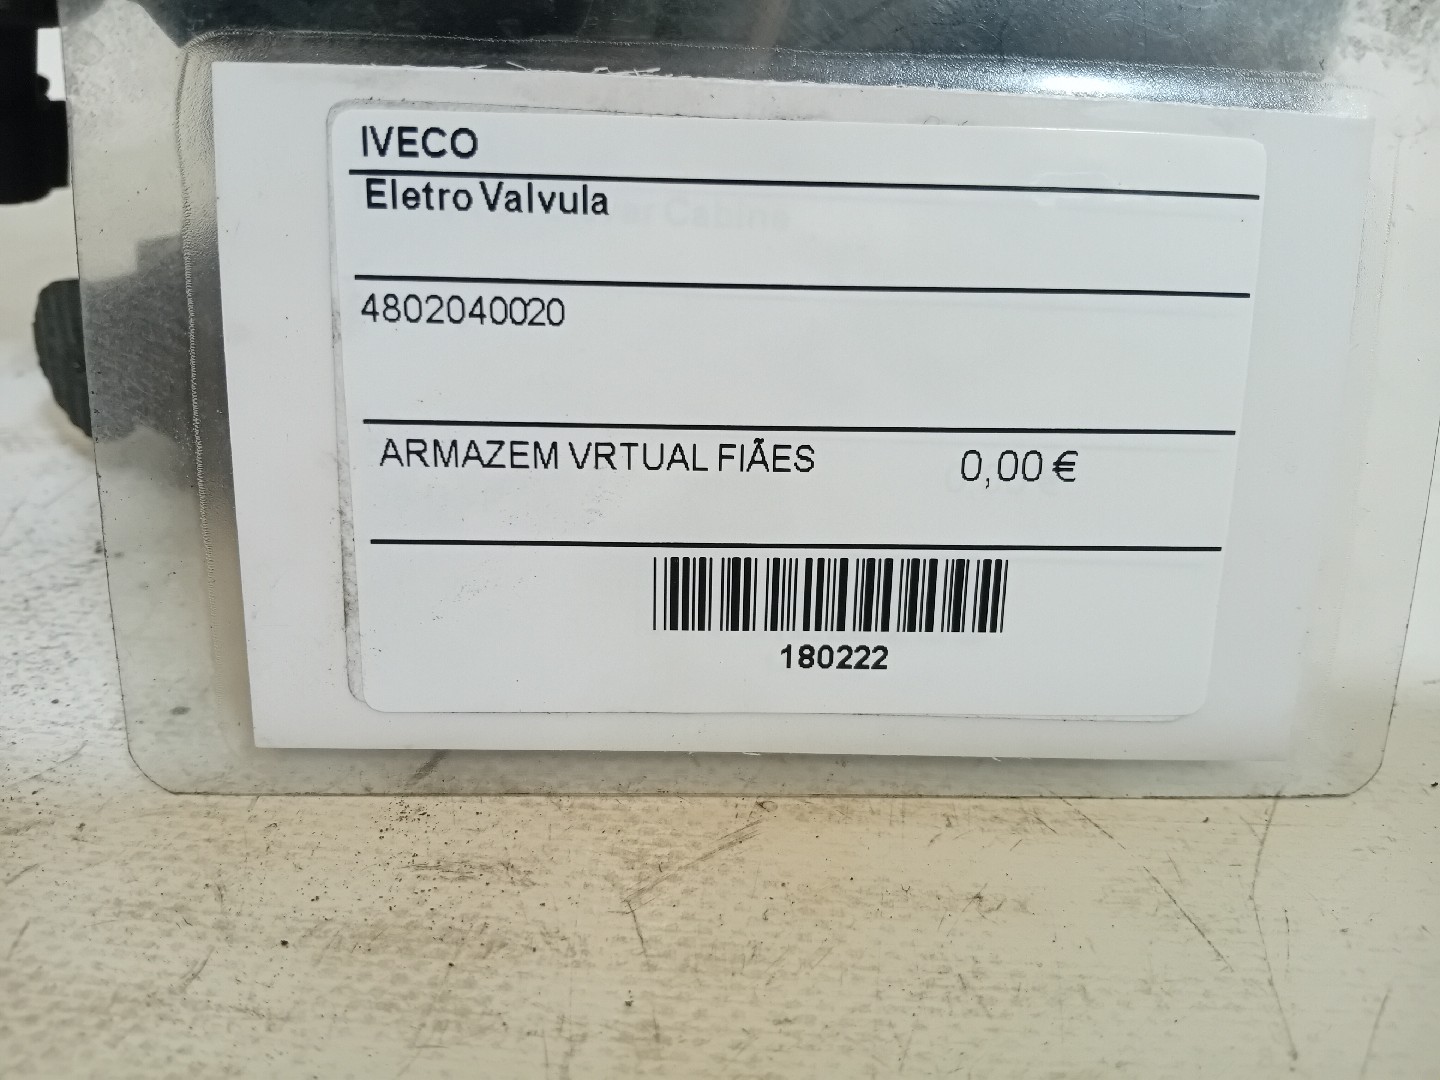 IVECO
Eletro Valvula
4802040020
ARMAZEM VRTUAL FIÃES 0,00 €
180222